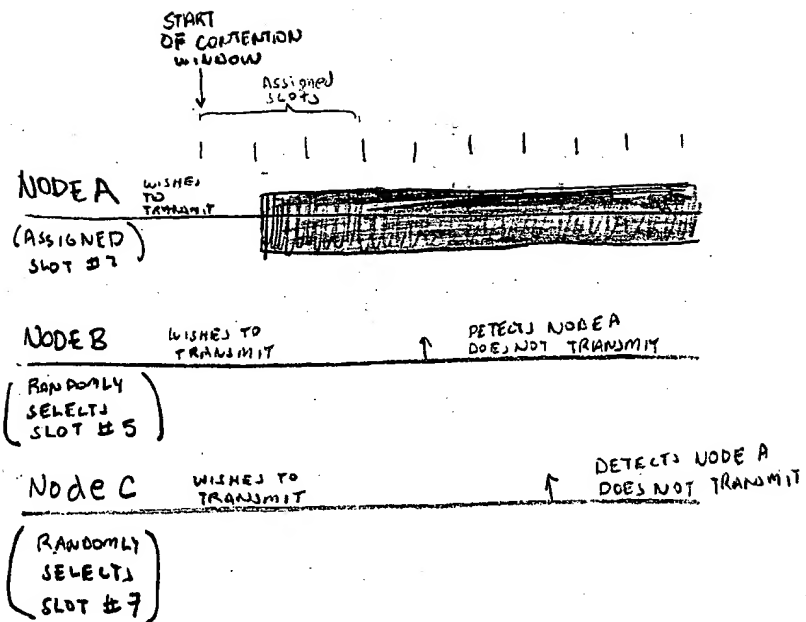 START
OF CONTENTION
WINDOW
Assigned
SLOTS
NODE A
WISHES
TO
TRANSMIT
(ASSIGNED)
SLOT #
NODE B
WISHES TO
TRANSMIT
DETECTS NODE A
DOES NOT TRANSMIT
(RANDOMLY
SELECTS
SLOT #5)
Node C
WISHES TO
TRANSMIT
DETECTS NODE A
DOES NOT TRANSMIT
(RANDOMLY
SELECTS
SLOT #7)